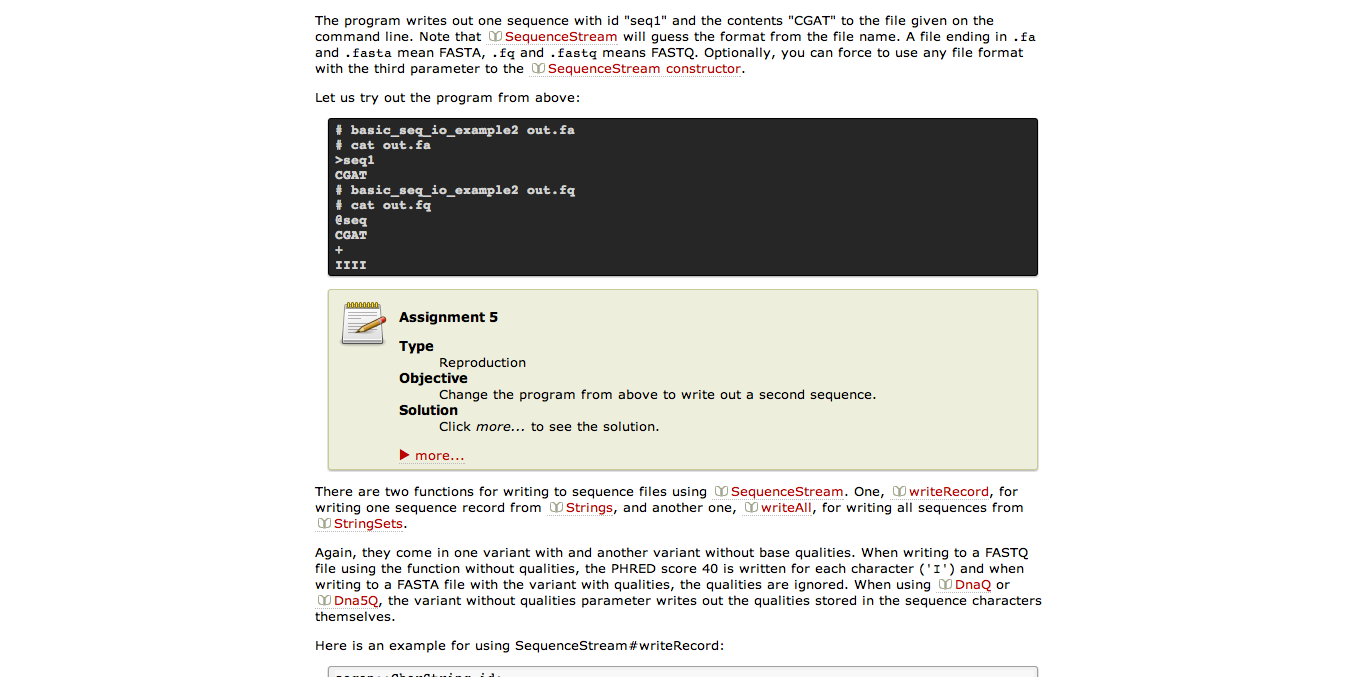 The program writes out one sequence with id "seq1" and the contents "CGAT" to the file given on the
command line. Note that SequenceStream will guess the format from the file name. A file ending in .fa
and .fasta mean FASTA, .fq and .fastq means FASTQ. Optionally, you can force to use any file format
with the third parameter to the SequenceStream constructor.
Let us try out the program from above:
# basic_seq_io_example2 out.fa
# cat out.fa
>seq1
CGAT
# basic_seq_io_example2 out.fq
# cat out.fq
@seq
CGAT
+
IIII
Assignment 5
Type
Reproduction
Objective
Change the program from above to write out a second sequence.
Solution
Click more... to see the solution.
more...
There are two functions for writing to sequence files using SequenceStream. One, writeRecord, for
writing one sequence record from Strings, and another one, writeAll, for writing all sequences from
StringSets.
Again, they come in one variant with and another variant without base qualities. When writing to a FASTQ
file using the function without qualities, the PHRED score 40 is written for each character ('I') and when
writing to a FASTA file with the variant with qualities, the qualities are ignored. When using DnaQ or
Dna5Q, the variant without qualities parameter writes out the qualities stored in the sequence characters
themselves.
Here is an example for using SequenceStream#writeRecord: